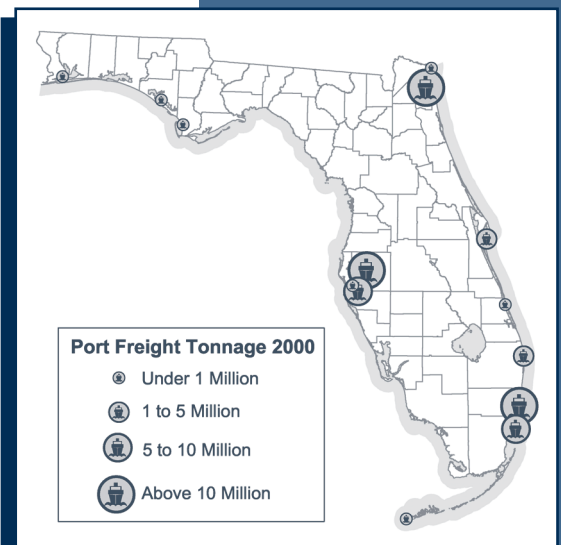 Port Freight Tonnage 2000
Under 1 Million
1 to 5 Million
5 to 10 Million
Above 10 Million